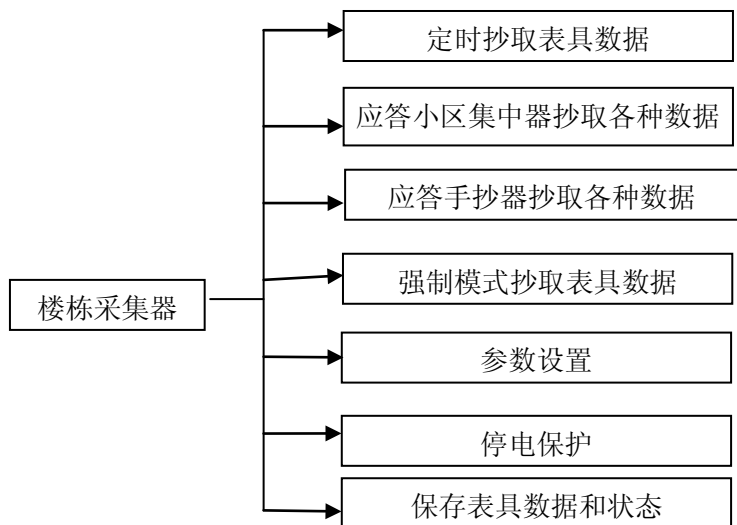 定时抄取表具数据
应答小区集中器抄取各种数据
应答手抄器抄取各种数据
强制模式抄取表具数据
楼栋采集器
参数设置
停电保护
保存表具数据和状态